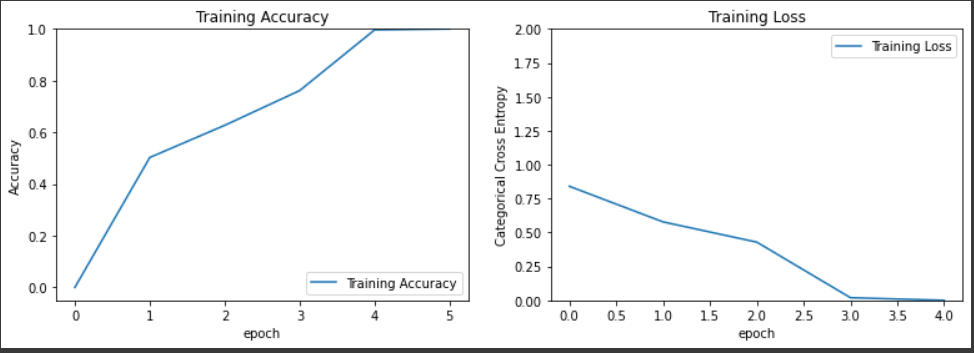 Training Accuracy
1.0
0.8
0.6
0.4
0.2
0.0
Accuracy
Training Accuracy
0 1 2 3 4 5
epoch
Training Loss
2.00
1.75
1.50
1.25
1.00
0.75
0.50
0.25
0.00
Categorical Cross Entropy
Training Loss
0.0 0.5 1.0 1.5 2.0 2.5 3.0 3.5 4.0
epoch